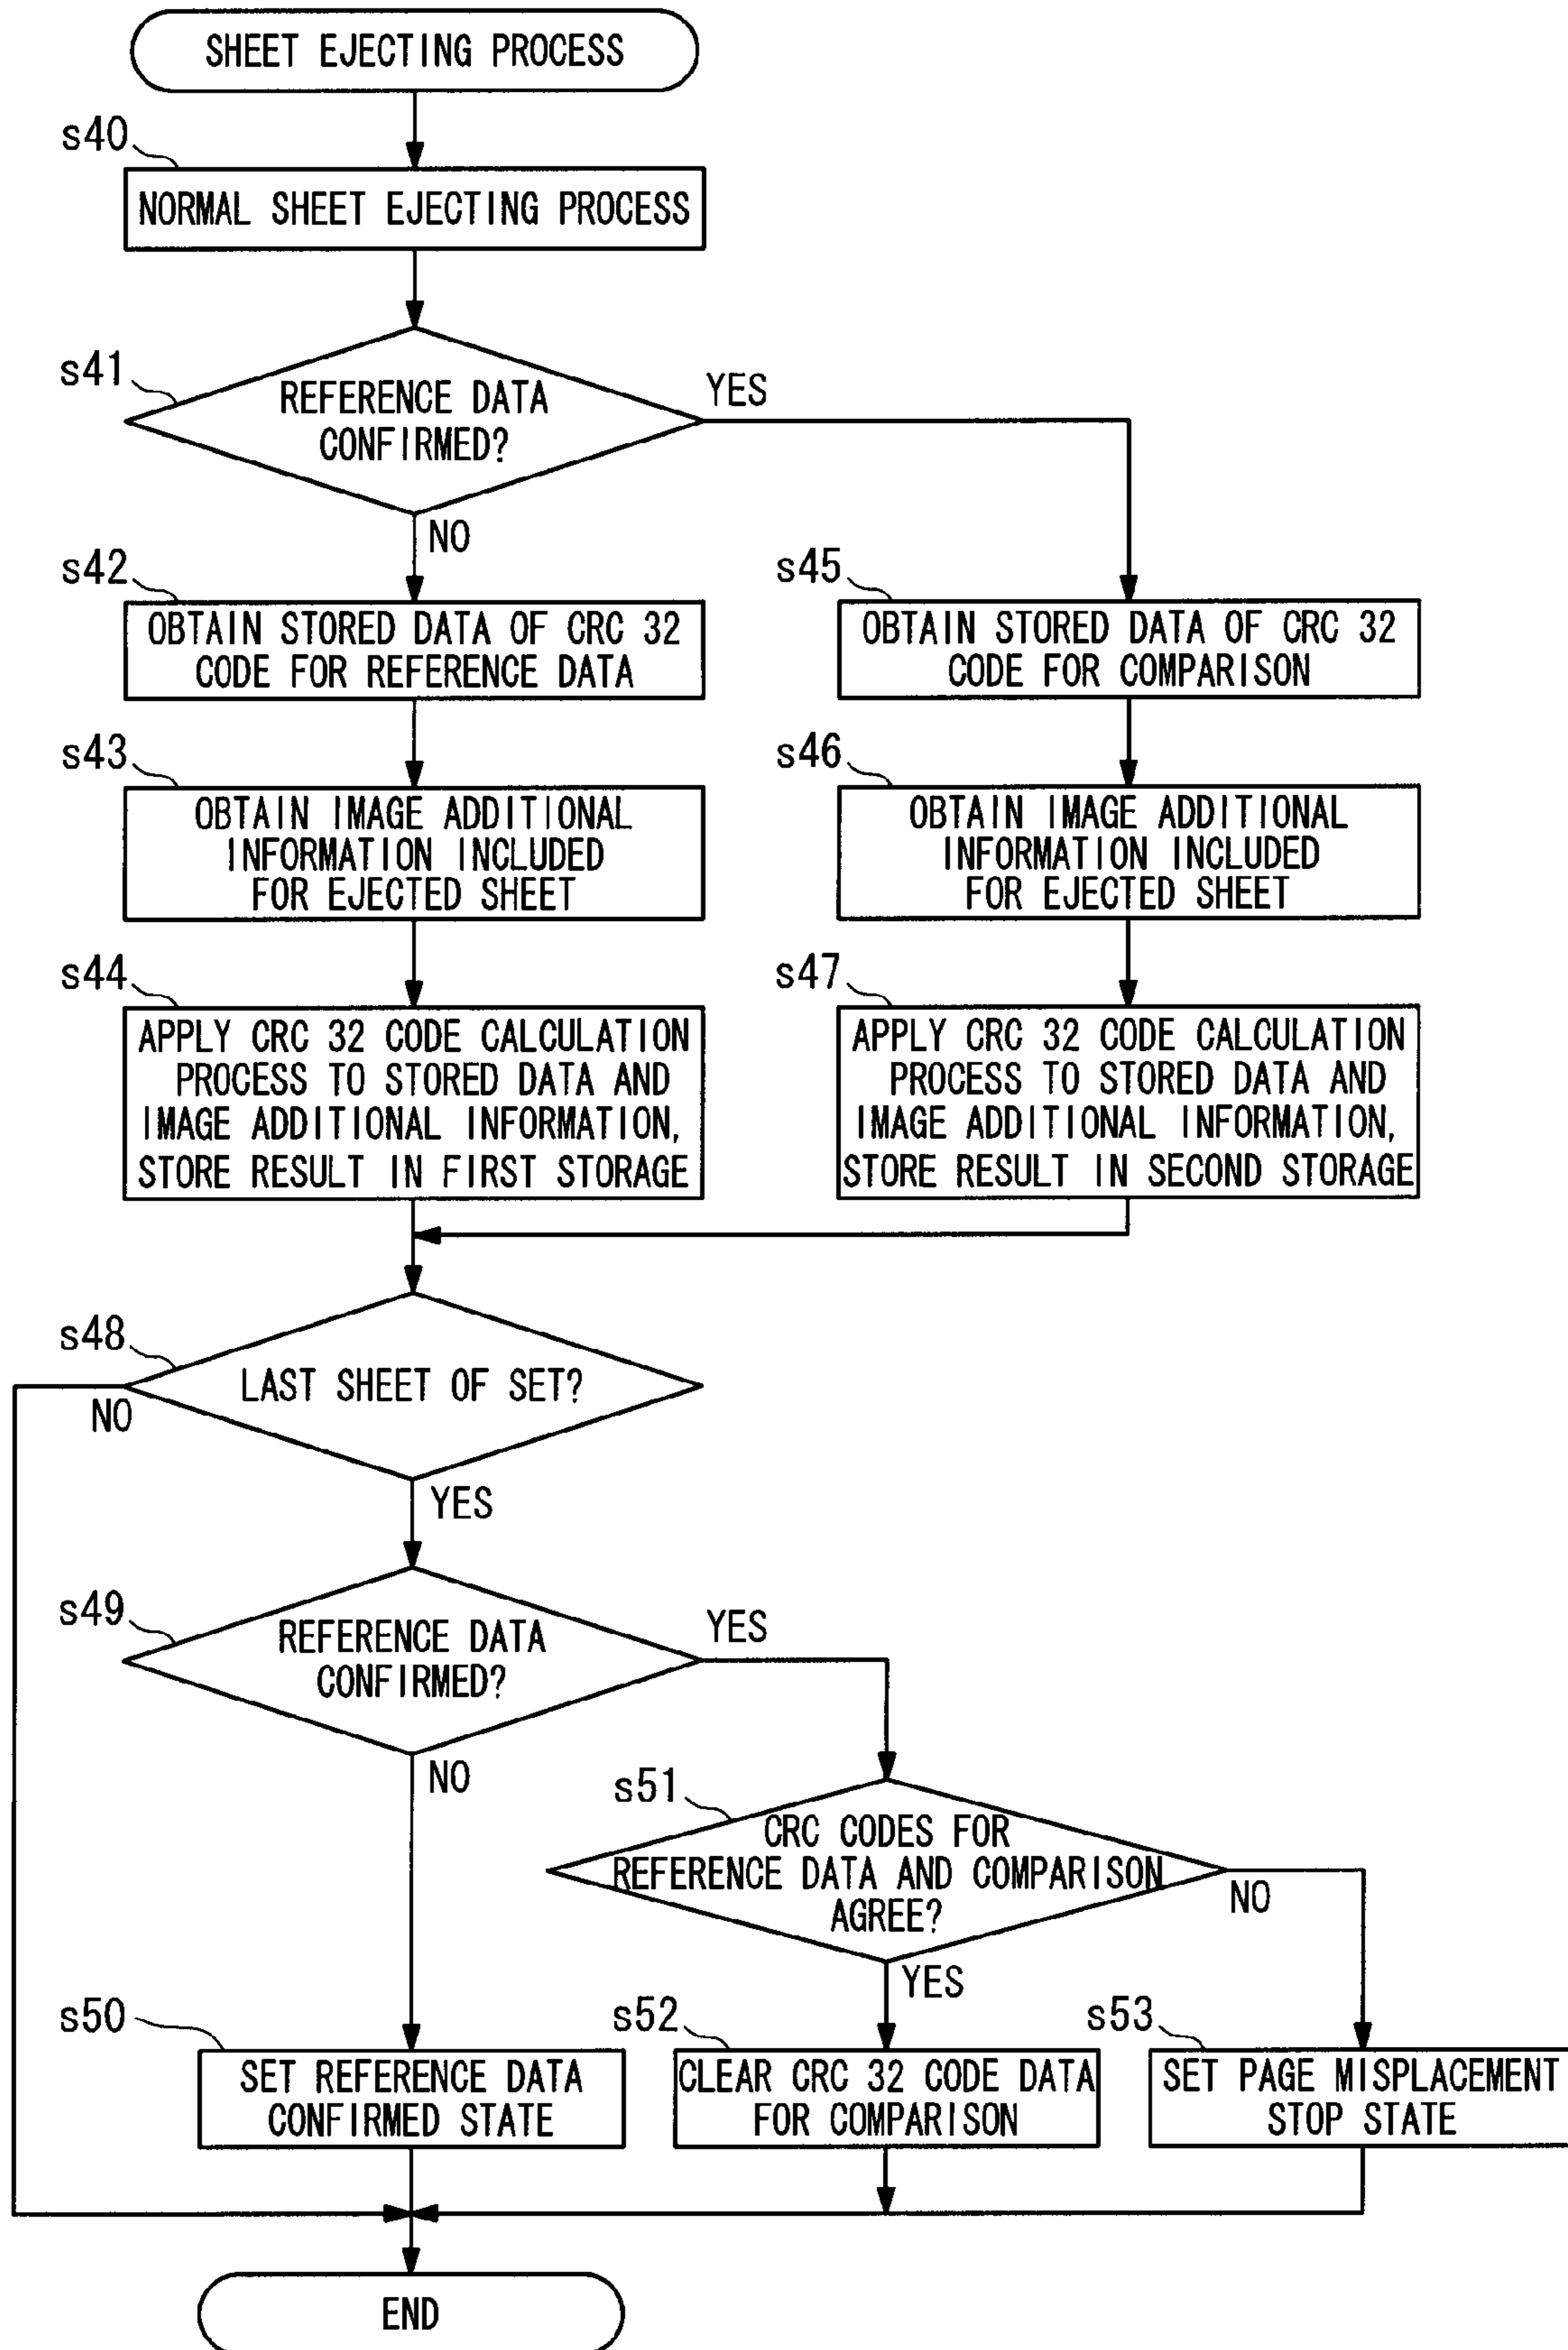 SHEET EJECTING PROCESS
s40
NORMAL SHEET EJECTING PROCESS
s41
REFERENCE DATA
CONFIRMED?
YES
NO
s42
OBTAIN STORED DATA OF CRC 32
CODE FOR REFERENCE DATA
s45
OBTAIN STORED DATA OF CRC 32
CODE FOR COMPARISON
s43
OBTAIN IMAGE ADDITIONAL
INFORMATION INCLUDED
FOR EJECTED SHEET
s46
OBTAIN IMAGE ADDITIONAL
INFORMATION INCLUDED
FOR EJECTED SHEET
s44
APPLY CRC 32 CODE CALCULATION
PROCESS TO STORED DATA AND
IMAGE ADDITIONAL INFORMATION,
STORE RESULT IN FIRST STORAGE
s47
APPLY CRC 32 CODE CALCULATION
PROCESS TO STORED DATA AND
IMAGE ADDITIONAL INFORMATION,
STORE RESULT IN SECOND STORAGE
s48
LAST SHEET OF SET?
NO
YES
s49
REFERENCE DATA
CONFIRMED?
YES
NO
s51
CRC CODES FOR
REFERENCE DATA AND COMPARISON
AGREE?
NO
YES
s50
SET REFERENCE DATA
CONFIRMED STATE
s52
CLEAR CRC 32 CODE DATA
FOR COMPARISON
s53
SET PAGE MISPLACEMENT
STOP STATE
END